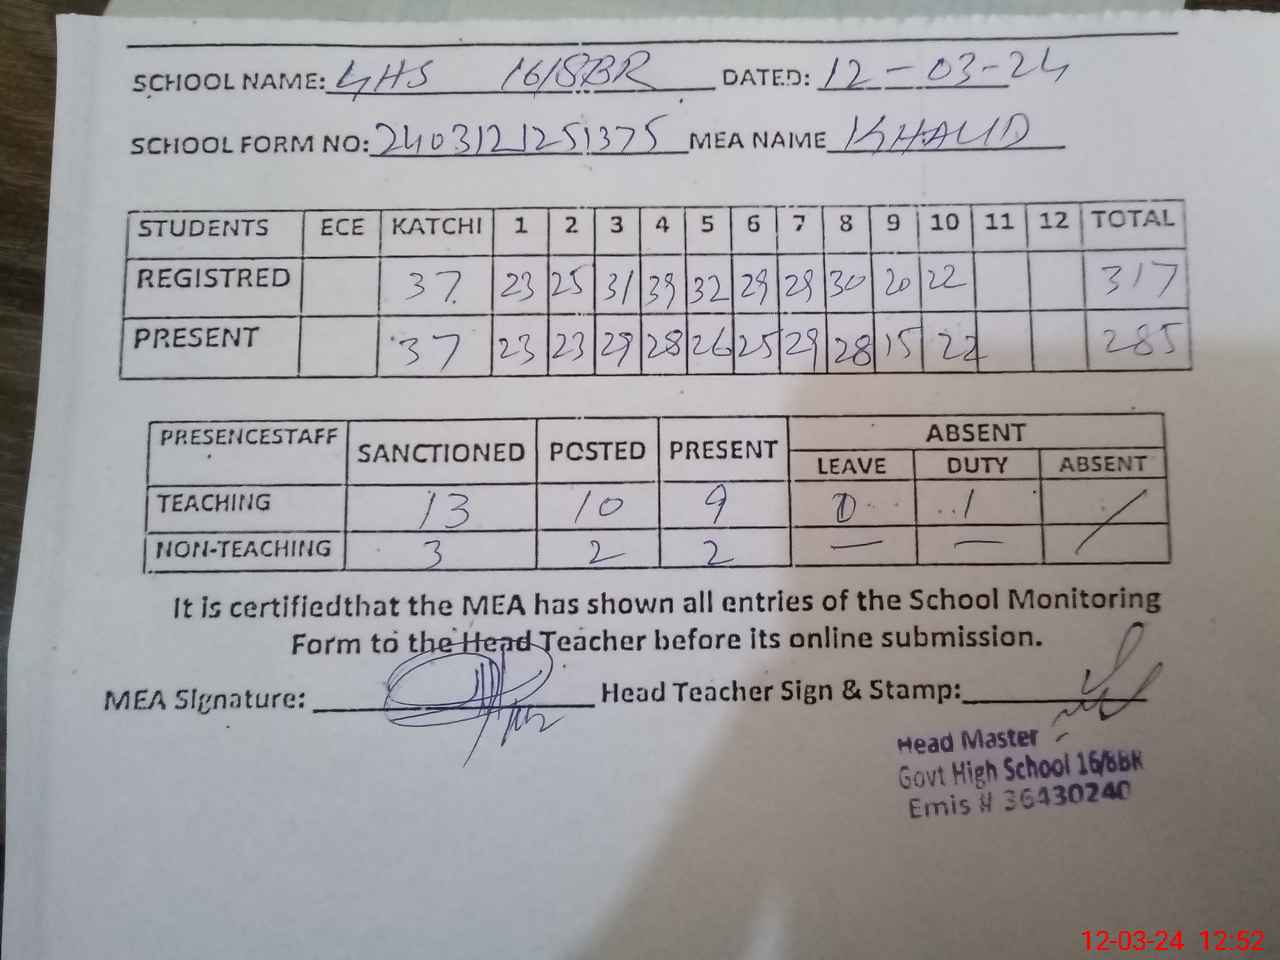 SCHOOL NAME: GHS 16/8BR DATED: 12-03-24
SCHOOL FORM NO: 2403121251375 MEA NAME KHALID
STUDENTS ECE KATCHI 1 2 3 4 5 6 7 8 9 10 11 12 TOTAL
REGISTRED 37 23 25 31 39 32 29 29 30 20 22 317
PRESENT 37 23 23 29 28 26 25 29 28 15 22 285
PRESENCESTAFF SANCTIONED POSTED PRESENT ABSENT
LEAVE DUTY ABSENT
TEACHING 13 10 9 0 1 /
NON-TEACHING 3 2 2 — —
It is certifiedthat the MEA has shown all entries of the School Monitoring
Form to the Head Teacher before its online submission.
MEA Signature: Head Teacher Sign & Stamp:
Head Master
Govt High School 16/8BR
Emis # 36430240
12-03-24 12:52